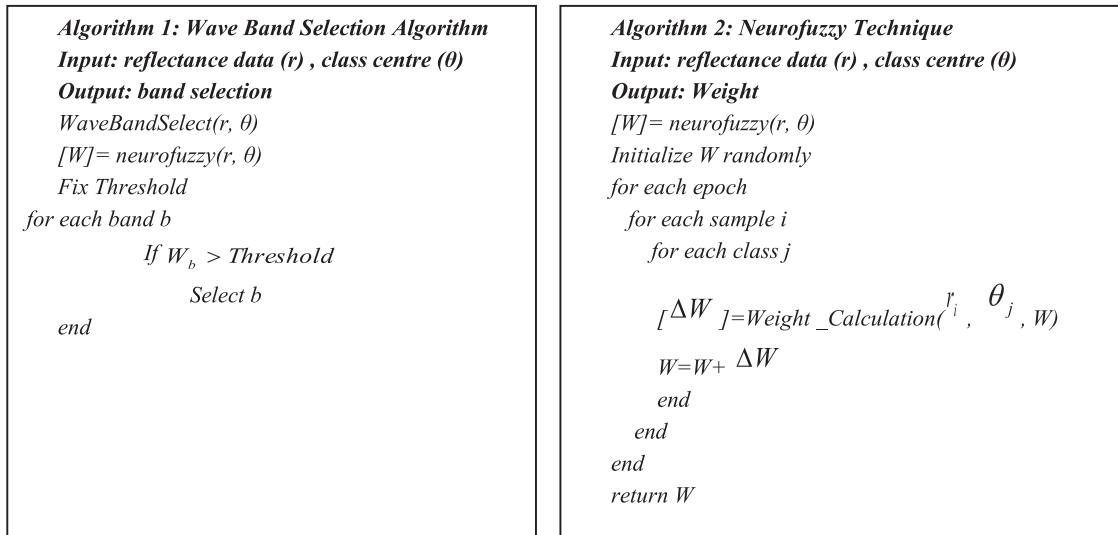 Algorithm 1: Wave Band Selection Algorithm
Input: reflectance data (r) , class centre (θ)
Output: band selection
WaveBandSelect(r, θ)
[W]= neurofuzzy(r, θ)
Fix Threshold
for each band b
If W_b > Threshold
Select b
end
Algorithm 2: Neurofuzzy Technique
Input: reflectance data (r) , class centre (θ)
Output: Weight
[W]= neurofuzzy(r, θ)
Initialize W randomly
for each epoch
for each sample i
for each class j
[ΔW ]=Weight _Calculation(r_i , θ_j , W)
W=W+ ΔW
end
end
end
return W